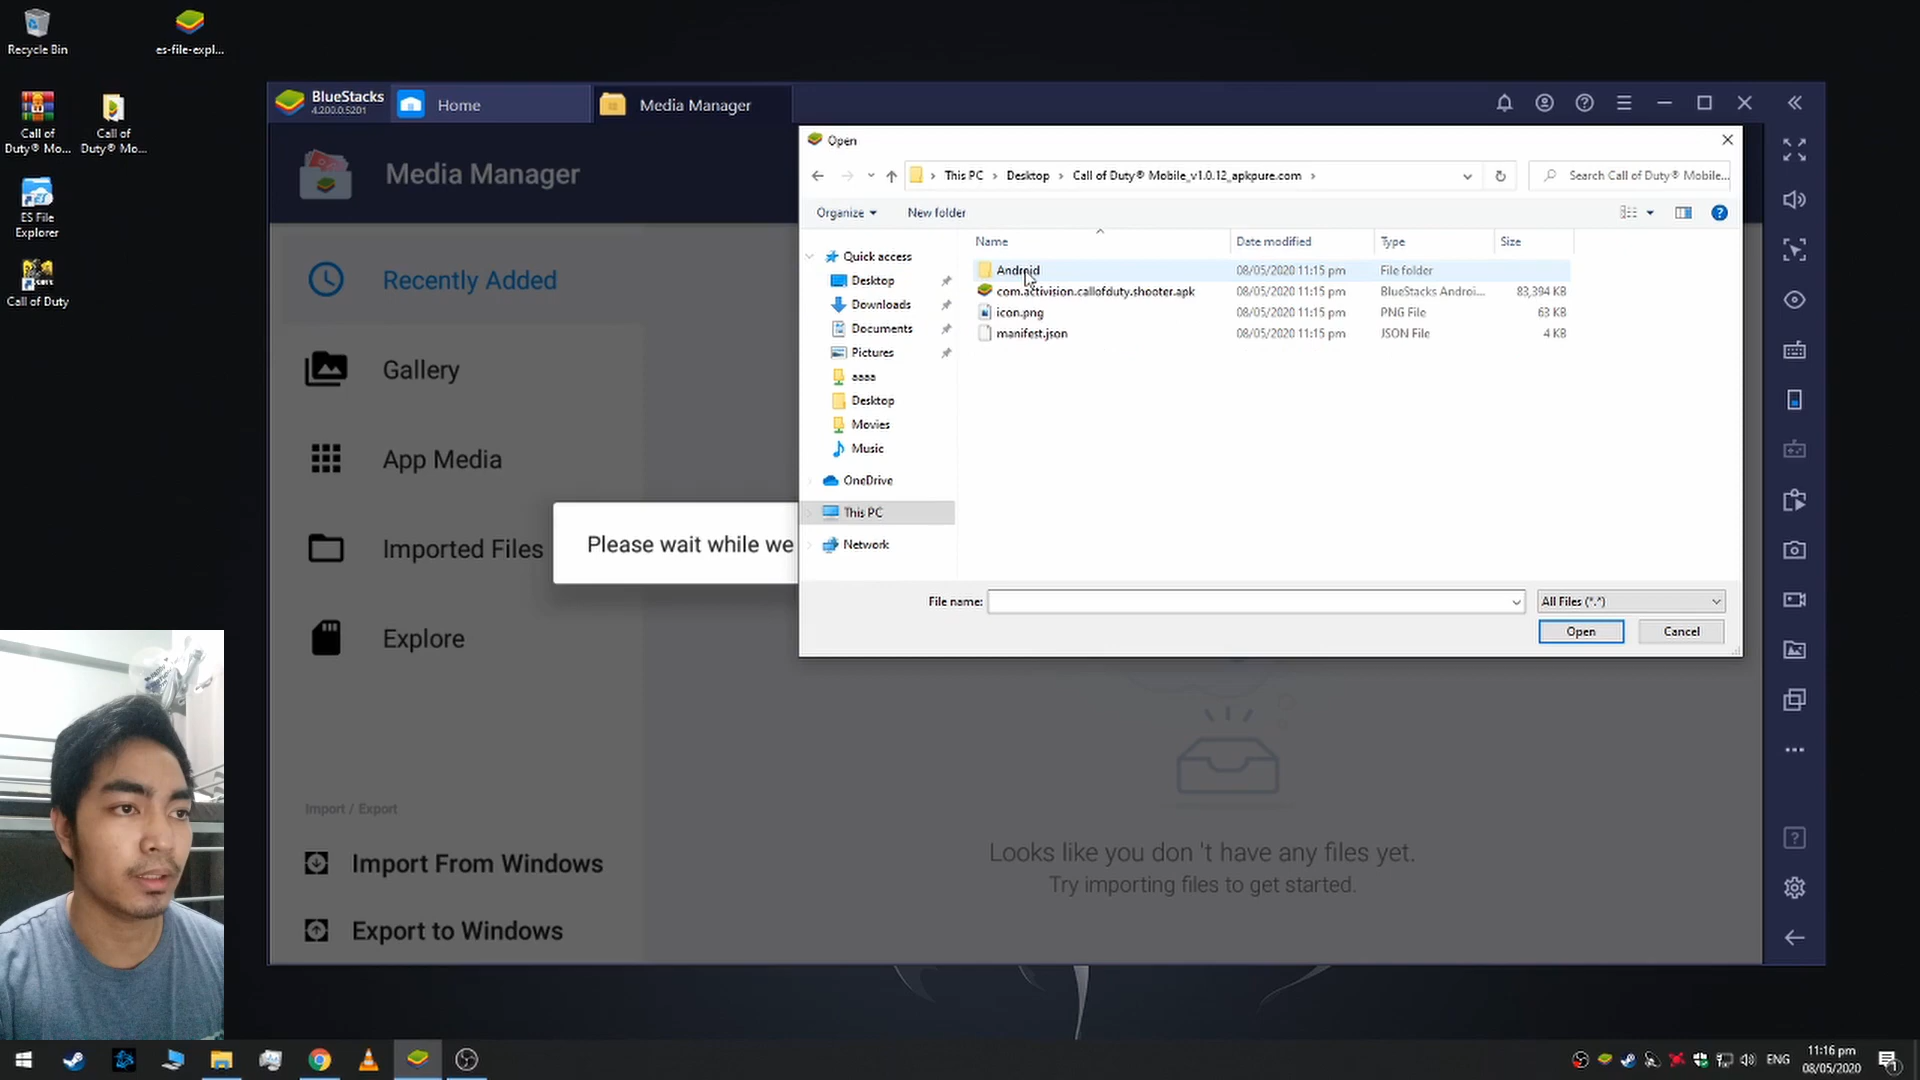 Recycle Bin
es-file-expl...
Call of
Duty® Mo...
Call of
Duty® Mo...
ES File
Explorer
Call of Duty
BlueStacks
4.200.0.5201
Home
Media Manager
Media Manager
Recently Added
Gallery
App Media
Imported Files
Explore
Import / Export
Import From Windows
Export to Windows
Please wait while we
Open
This PC
Desktop
Call of Duty® Mobile_v1.0.12_apkpure.com
Search Call of Duty® Mobile...
Organize
New folder
Name Date modified Type Size
Android 08/05/2020 11:15 pm File folder
com.activision.callofduty.shooter.apk 08/05/2020 11:15 pm BlueStacks Androi... 83,394 KB
icon.png 08/05/2020 11:15 pm PNG File 63 KB
manifest.json 08/05/2020 11:15 pm JSON File 4 KB
Quick access
Desktop
Downloads
Documents
Pictures
aaaa
Desktop
Movies
Music
OneDrive
This PC
Network
File name:
All Files (*.*)
Open
Cancel
Looks like you don 't have any files yet.
Try importing files to get started.
ENG
11:16 pm
08/05/2020